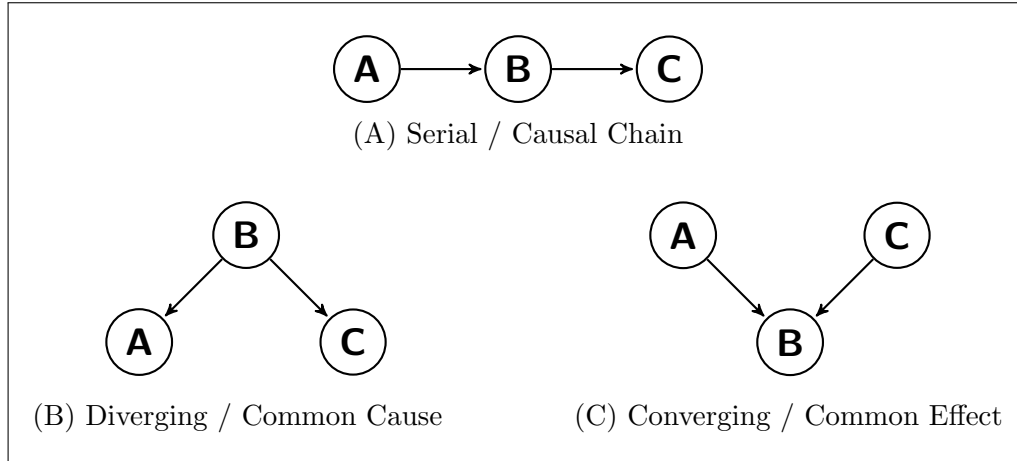 A B C
(A) Serial / Causal Chain
B
A C
(B) Diverging / Common Cause
A C
B
(C) Converging / Common Effect